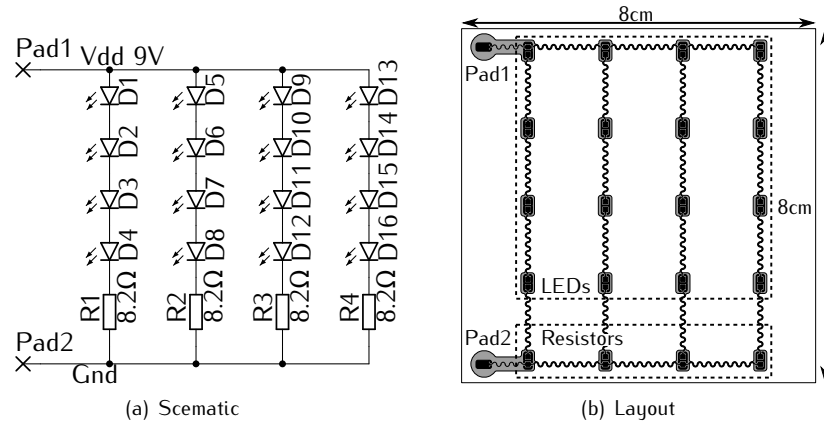 Pad1
Vdd 9V
D1
D5
D9
D13
D2
D6
D10
D14
D3
D7
D11
D15
D4
D8
D12
D16
R1
8.2Ω
R2
8.2Ω
R3
8.2Ω
R4
8.2Ω
Pad2
Gnd
(a) Scematic
8cm
Pad1
8cm
LEDs
Pad2
Resistors
(b) Layout